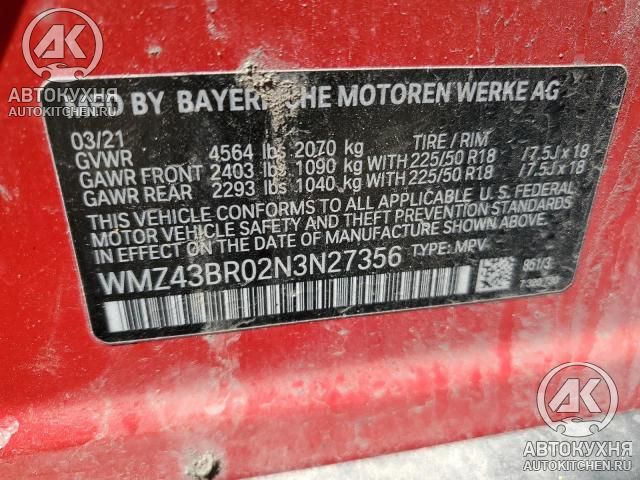 АК
АВТОКУХНЯ
AUTOKITCHEN.RU
BY BAYERISCHE MOTOREN WERKE AG
03/21 TIRE / RIM
GVWR 4564 lbs 2070 kg
GAWR FRONT 2403 lbs 1090 kg WITH 225/50 R18 /7.5J x 18
GAWR REAR 2293 lbs 1040 kg WITH 225/50 R18 /7.5J x 18
THIS VEHICLE CONFORMS TO ALL APPLICABLE U. S. FEDERAL
MOTOR VEHICLE SAFETY AND THEFT PREVENTION STANDARDS
IN EFFECT ON THE DATE OF MANUFACTURE SHOWN ABOVE.
WMZ43BR02N3N27356 TYPE: MPV
АК
АВТОКУХНЯ
AUTOKITCHEN.RU